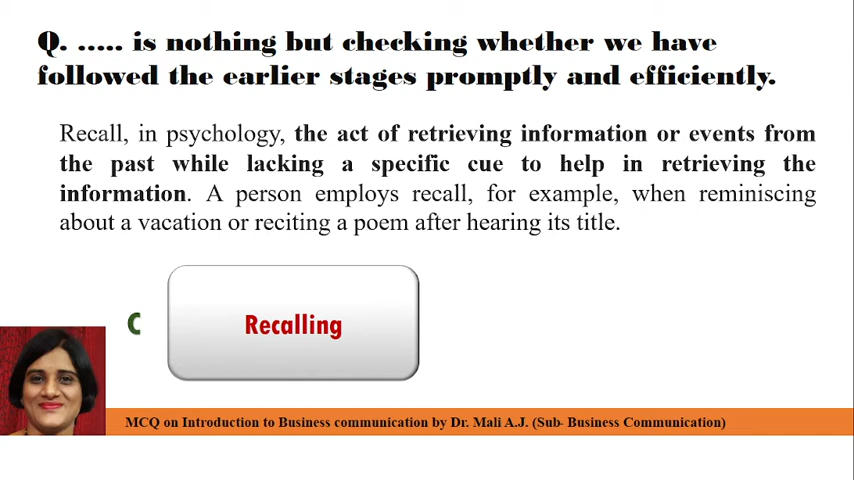 Q. ..... is nothing but checking whether we have
followed the earlier stages promptly and efficiently.
Recall, in psychology, the act of retrieving information or events from
the past while lacking a specific cue to help in retrieving the
information. A person employs recall, for example, when reminiscing
about a vacation or reciting a poem after hearing its title.
C
Recalling
MCQ on Introduction to Business communication by Dr. Mali A.J. (Sub- Business Communication)